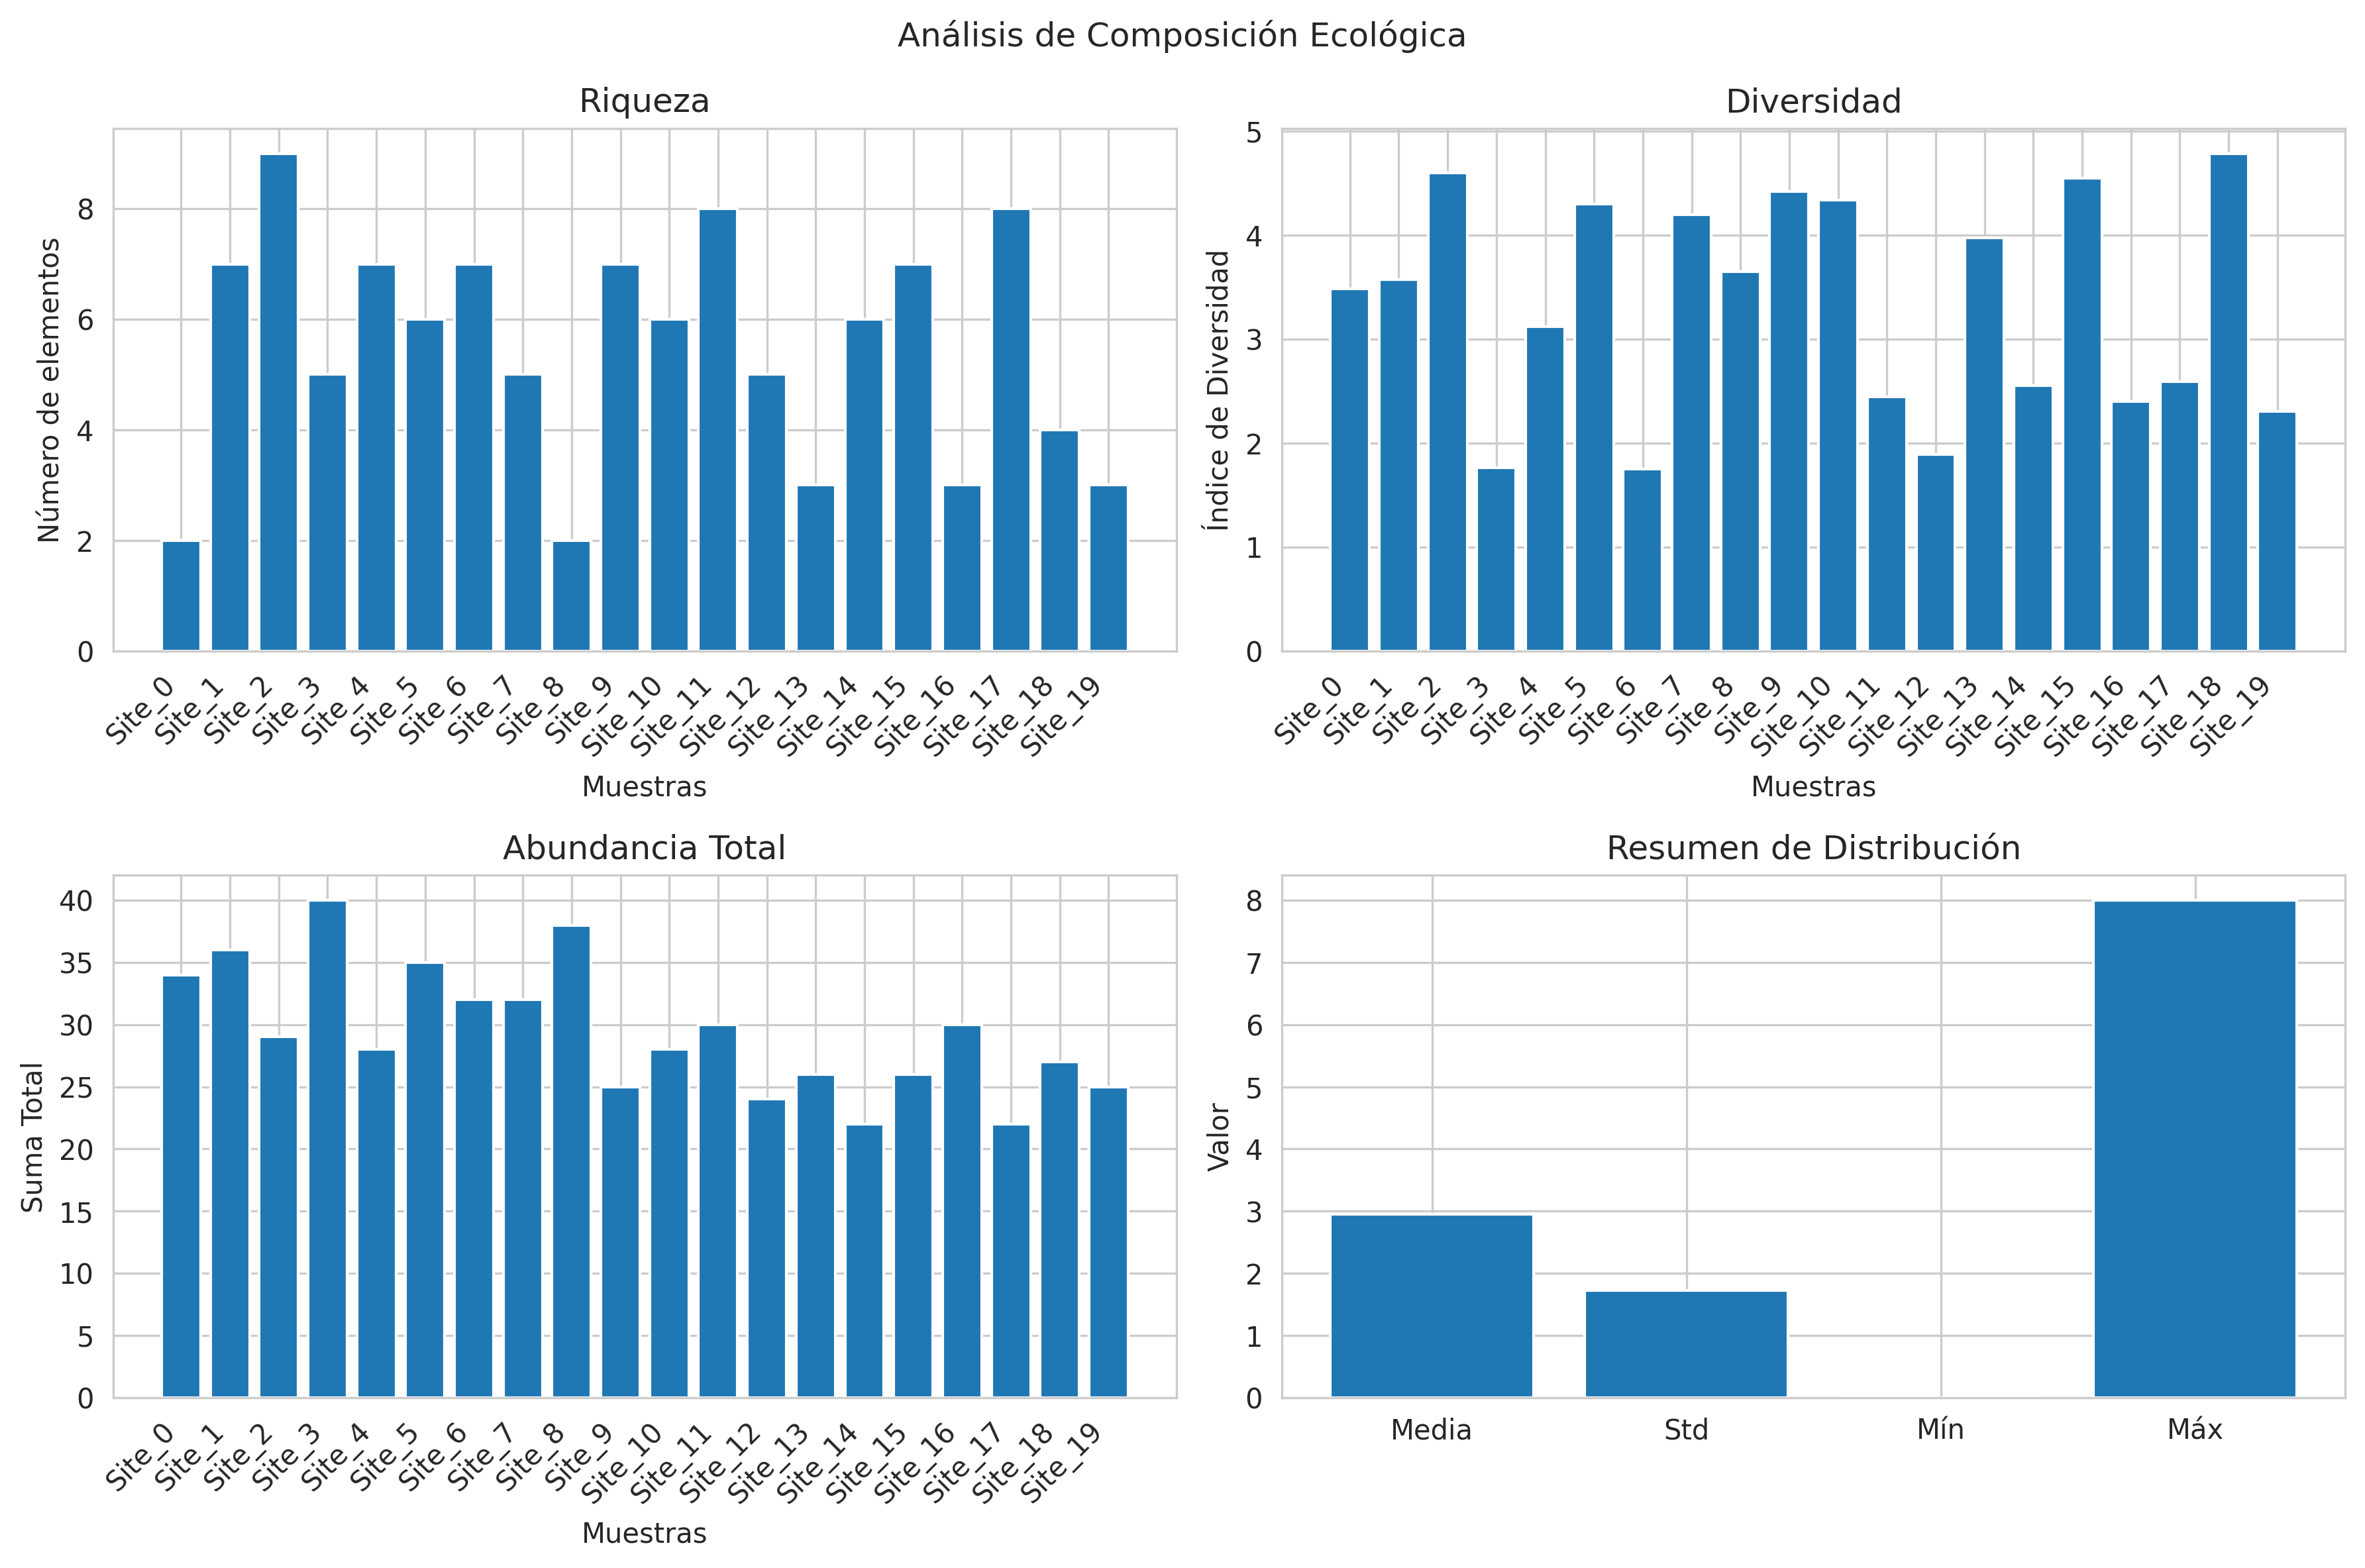 Análisis de Composición Ecológica
Riqueza
Número de elementos
8
6
4
2
0
Site_0
Site_1
Site_2
Site_3
Site_4
Site_5
Site_6
Site_7
Site_8
Site_9
Site_10
Site_11
Site_12
Site_13
Site_14
Site_15
Site_16
Site_17
Site_18
Site_19
Muestras
Diversidad
Índice de Diversidad
5
4
3
2
1
0
Site_0
Site_1
Site_2
Site_3
Site_4
Site_5
Site_6
Site_7
Site_8
Site_9
Site_10
Site_11
Site_12
Site_13
Site_14
Site_15
Site_16
Site_17
Site_18
Site_19
Muestras
Abundancia Total
Suma Total
40
35
30
25
20
15
10
5
0
Site_0
Site_1
Site_2
Site_3
Site_4
Site_5
Site_6
Site_7
Site_8
Site_9
Site_10
Site_11
Site_12
Site_13
Site_14
Site_15
Site_16
Site_17
Site_18
Site_19
Muestras
Resumen de Distribución
Valor
8
7
6
5
4
3
2
1
0
Media Std Mín Máx